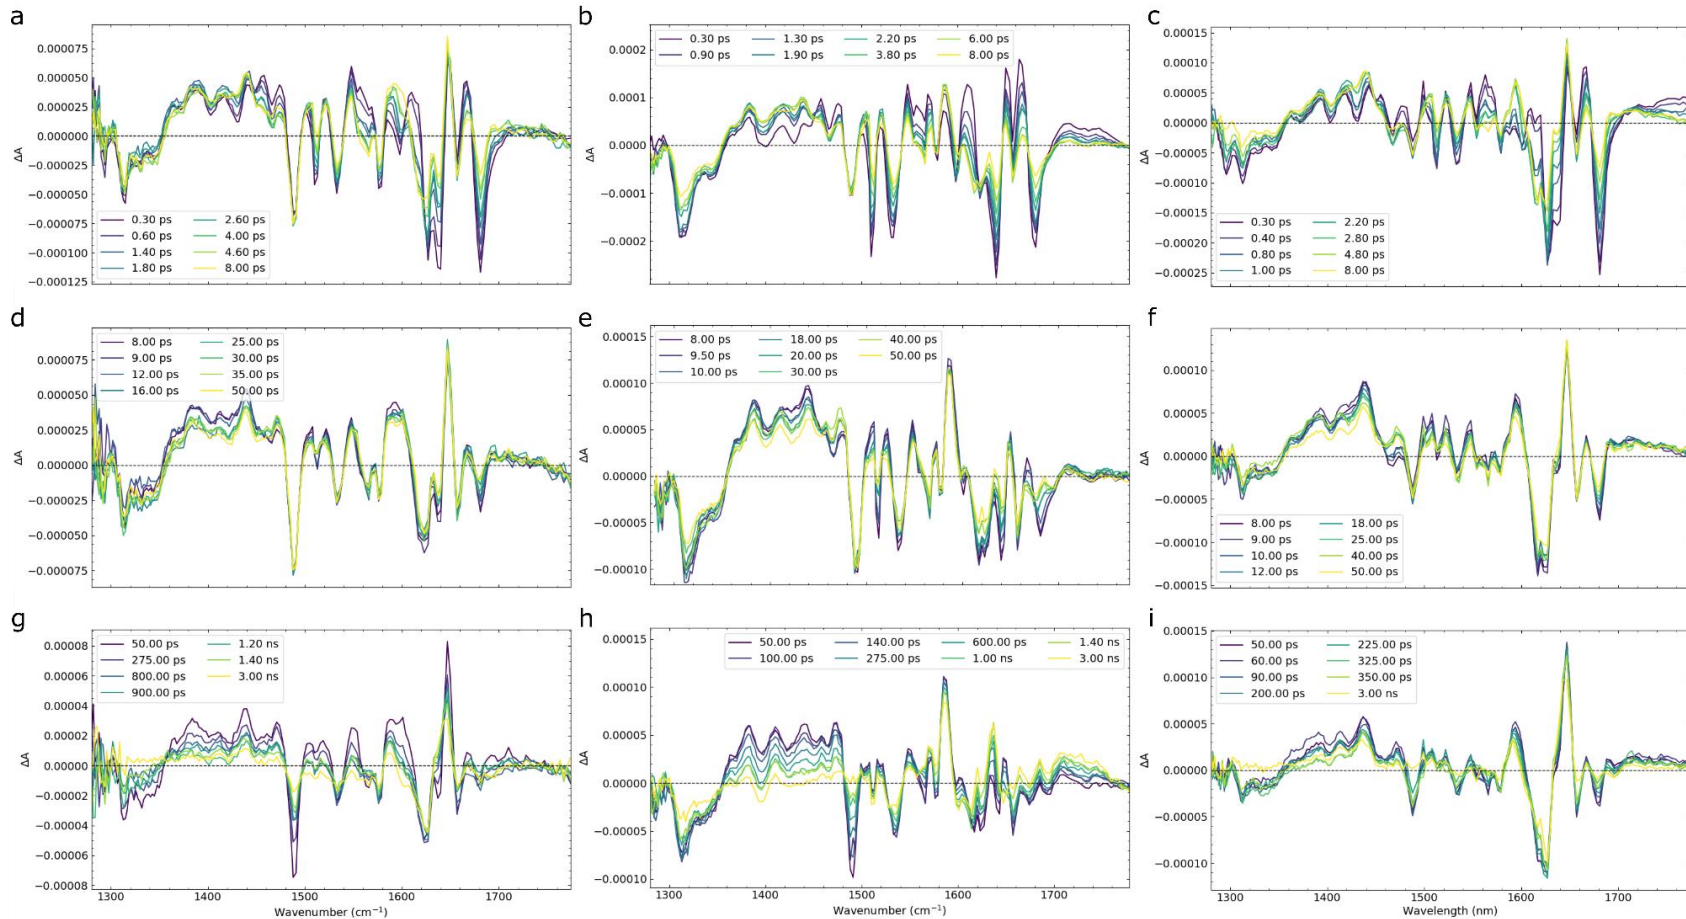 a
0.000075
0.000050
0.000025
0.000000
−0.000025
−0.000050
−0.000075
−0.000100
−0.000125
ΔA
0.30 ps 2.60 ps
0.60 ps 4.00 ps
1.40 ps 4.60 ps
1.80 ps 8.00 ps
b
0.0002
0.0001
0.0000
−0.0001
−0.0002
ΔA
0.30 ps 1.30 ps 2.20 ps 6.00 ps
0.90 ps 1.90 ps 3.80 ps 8.00 ps
c
0.00015
0.00010
0.00005
0.00000
−0.00005
−0.00010
−0.00015
−0.00020
−0.00025
ΔA
0.30 ps 2.20 ps
0.40 ps 2.80 ps
0.80 ps 4.80 ps
1.00 ps 8.00 ps
d
0.000075
0.000050
0.000025
0.000000
−0.000025
−0.000050
−0.000075
ΔA
8.00 ps 25.00 ps
9.00 ps 30.00 ps
12.00 ps 35.00 ps
16.00 ps 50.00 ps
e
0.00015
0.00010
0.00005
0.00000
−0.00005
−0.00010
ΔA
8.00 ps 18.00 ps 40.00 ps
9.50 ps 20.00 ps 50.00 ps
10.00 ps 30.00 ps
f
0.00010
0.00005
0.00000
−0.00005
−0.00010
−0.00015
ΔA
8.00 ps 18.00 ps
9.00 ps 25.00 ps
10.00 ps 40.00 ps
12.00 ps 50.00 ps
g
0.00008
0.00006
0.00004
0.00002
0.00000
−0.00002
−0.00004
−0.00006
−0.00008
ΔA
50.00 ps 1.20 ns
275.00 ps 1.40 ns
800.00 ps 3.00 ns
900.00 ps
1300 1400 1500 1600 1700
Wavenumber (cm⁻¹)
h
0.00015
0.00010
0.00005
0.00000
−0.00005
−0.00010
ΔA
50.00 ps 140.00 ps 600.00 ps 1.40 ns
100.00 ps 275.00 ps 1.00 ns 3.00 ns
1300 1400 1500 1600 1700
Wavenumber (cm⁻¹)
i
0.00015
0.00010
0.00005
0.00000
−0.00005
−0.00010
ΔA
50.00 ps 225.00 ps
60.00 ps 325.00 ps
90.00 ps 350.00 ps
200.00 ps 3.00 ns
1300 1400 1500 1600 1700
Wavelength (nm)